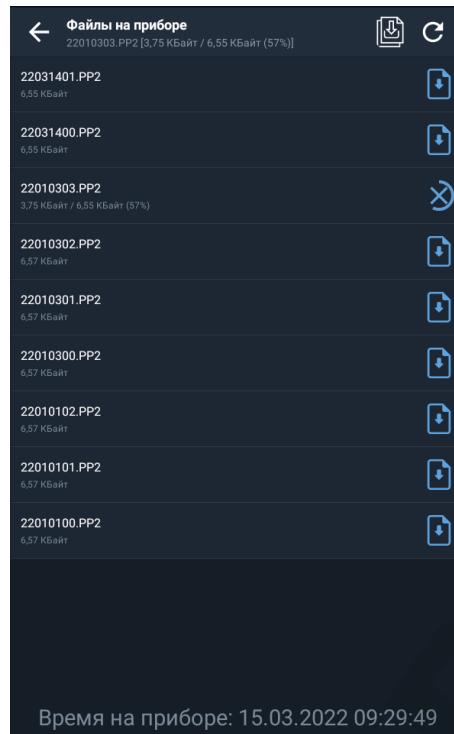 Файлы на приборе
22010303.PP2 [3,75 КБайт / 6,55 КБайт (57%)]
22031401.PP2
6,55 КБайт
22031400.PP2
6,55 КБайт
22010303.PP2
3,75 КБайт / 6,55 КБайт (57%)
22010302.PP2
6,57 КБайт
22010301.PP2
6,57 КБайт
22010300.PP2
6,57 КБайт
22010102.PP2
6,57 КБайт
22010101.PP2
6,57 КБайт
22010100.PP2
6,57 КБайт
Время на приборе: 15.03.2022 09:29:49